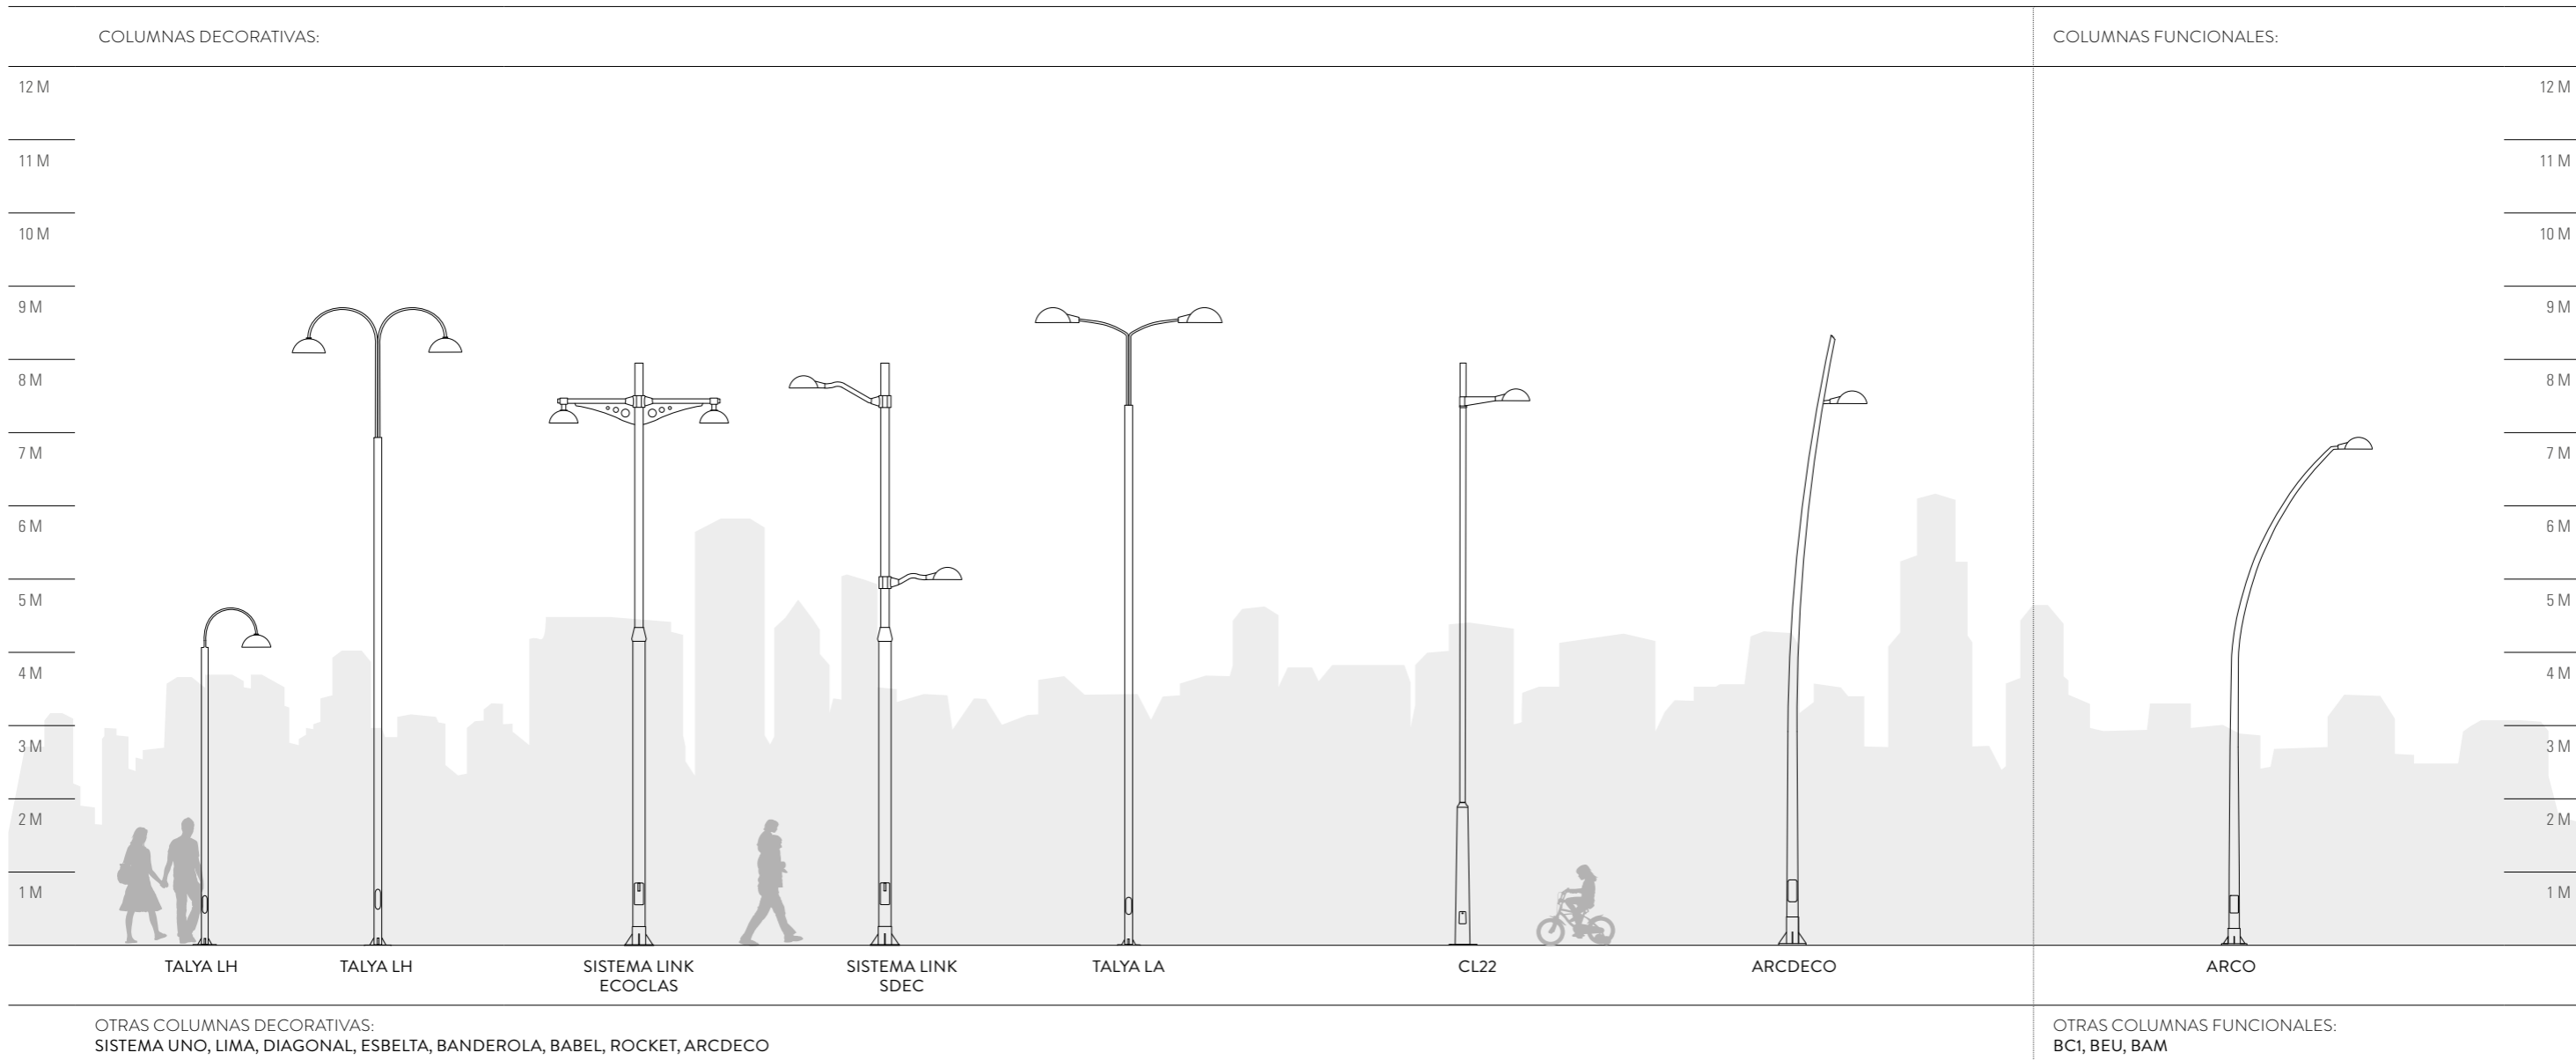 COLUMNAS DECORATIVAS:
COLUMNAS FUNCIONALES:
12 M
12 M
11 M
11 M
10 M
10 M
9 M
9 M
8 M
8 M
7 M
7 M
6 M
6 M
5 M
5 M
4 M
4 M
3 M
3 M
2 M
2 M
1 M
1 M
TALYA LH
TALYA LH
SISTEMA LINK
ECOCLAS
SISTEMA LINK
SDEC
TALYA LA
CL22
ARCDECO
ARCO
OTRAS COLUMNAS DECORATIVAS:
SISTEMA UNO, LIMA, DIAGONAL, ESBELTA, BANDEROLA, BABEL, ROCKET, ARCDECO
OTRAS COLUMNAS FUNCIONALES:
BC1, BEU, BAM